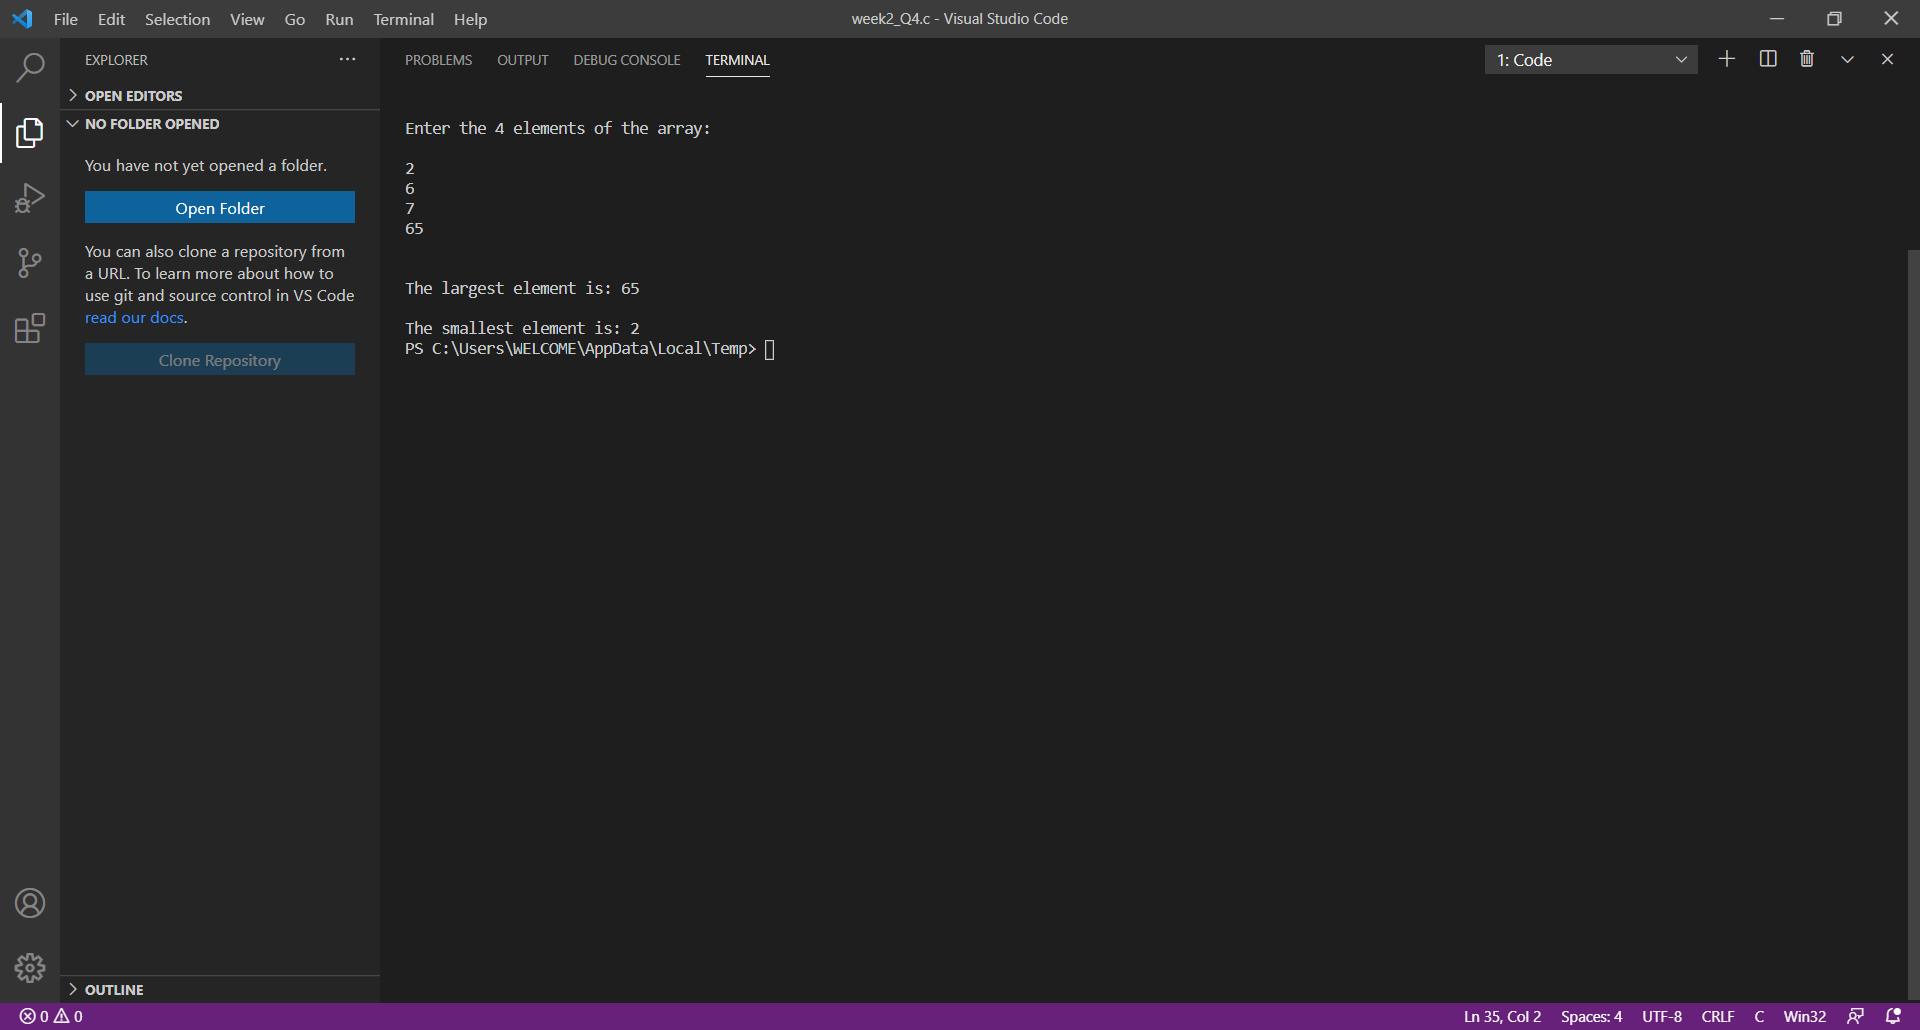 File Edit Selection View Go Run Terminal Help
week2_Q4.c - Visual Studio Code
EXPLORER
OPEN EDITORS
NO FOLDER OPENED
You have not yet opened a folder.
Open Folder
You can also clone a repository from
a URL. To learn more about how to
use git and source control in VS Code
read our docs.
Clone Repository
OUTLINE
PROBLEMS OUTPUT DEBUG CONSOLE TERMINAL
1: Code
Enter the 4 elements of the array:
2
6
7
65
The largest element is: 65
The smallest element is: 2
PS C:\Users\WELCOME\AppData\Local\Temp>
0 0
Ln 35, Col 2 Spaces: 4 UTF-8 CRLF C Win32